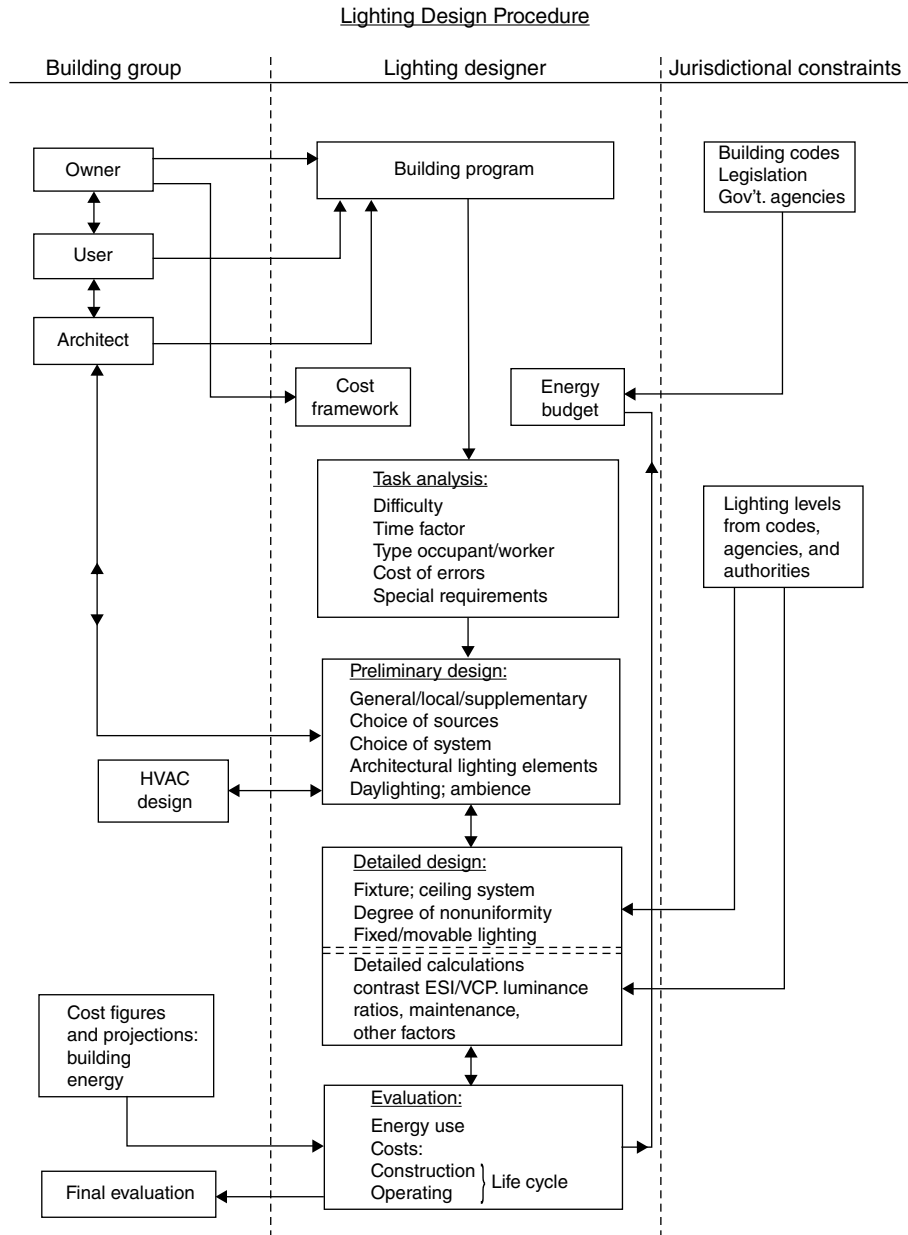 Lighting Design Procedure
Building group
Lighting designer
Jurisdictional constraints
Owner
User
Architect
Building program
Building codes
Legislation
Gov't. agencies
Cost
framework
Energy
budget
Task analysis:
Difficulty
Time factor
Type occupant/worker
Cost of errors
Special requirements
Lighting levels
from codes,
agencies, and
authorities
Preliminary design:
General/local/supplementary
Choice of sources
Choice of system
Architectural lighting elements
Daylighting; ambience
HVAC
design
Detailed design:
Fixture; ceiling system
Degree of nonuniformity
Fixed/movable lighting
Detailed calculations
contrast ESI/VCP. luminance
ratios, maintenance,
other factors
Cost figures
and projections:
building
energy
Evaluation:
Energy use
Costs:
Construction
Operating
Life cycle
Final evaluation